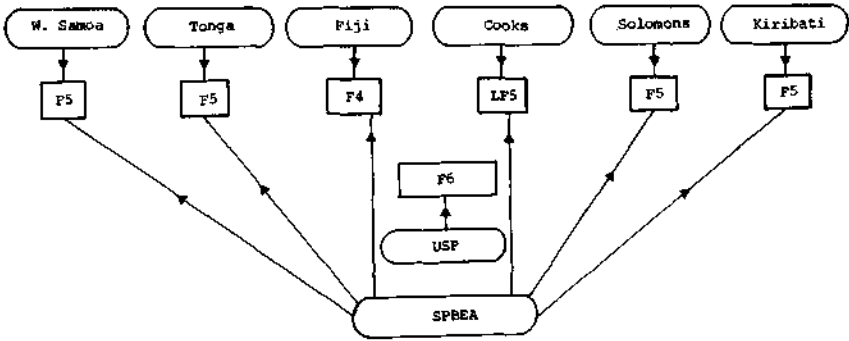 W. Samoa
Tonga
Fiji
Cooks
Solomons
Kiribati
F5
F5
F4
LF5
F5
F5
F6
USP
SPBEA